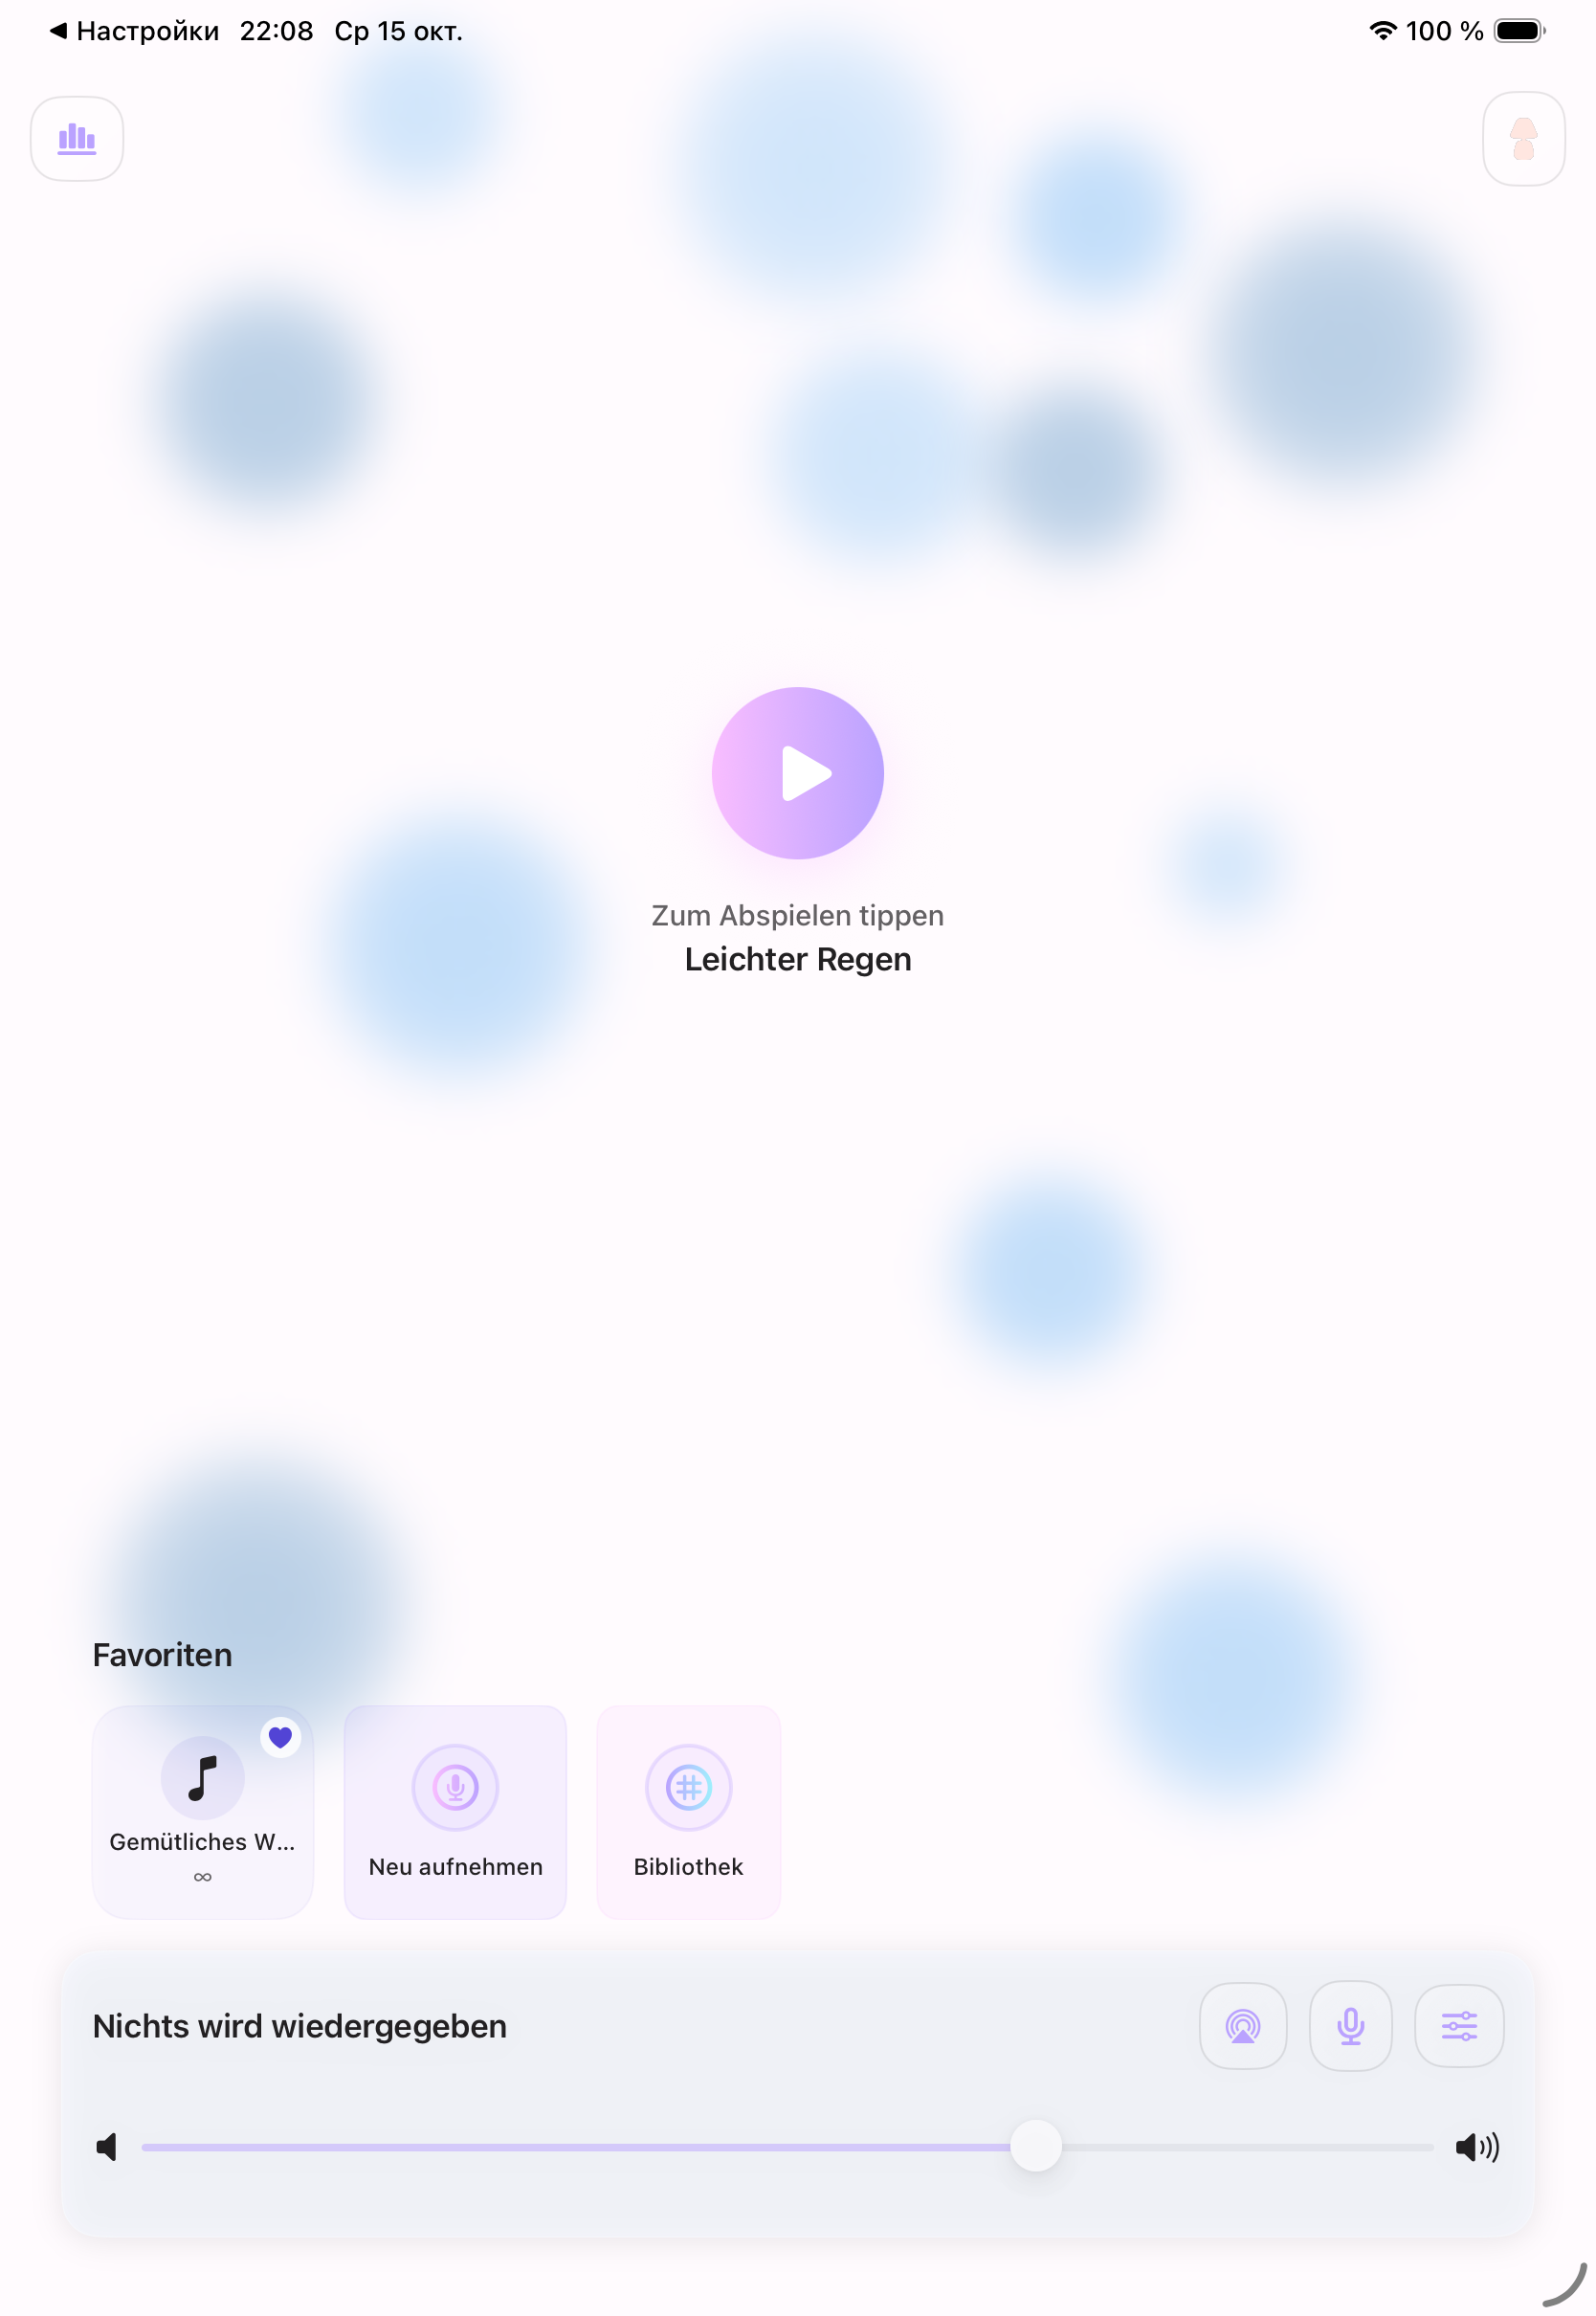 Настройки 22:08 Ср 15 окт.
100 %
Zum Abspielen tippen
Leichter Regen
Favoriten
Gemütliches W...
∞
Neu aufnehmen
Bibliothek
Nichts wird wiedergegeben